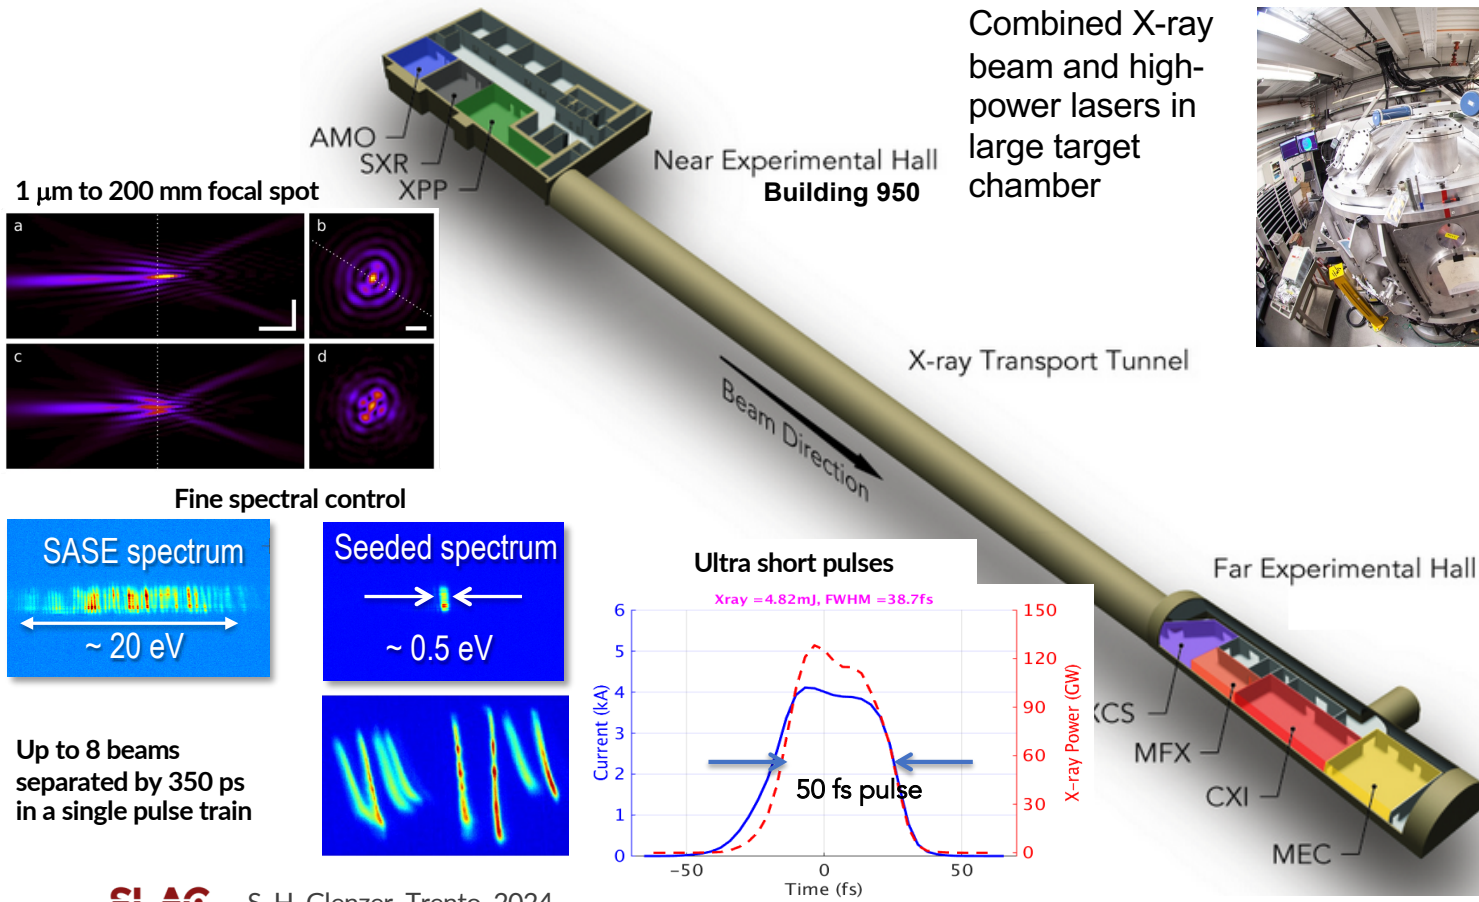 Combined X-ray
beam and high-
power lasers in
large target
chamber
AMO
SXR
XPP
Near Experimental Hall
Building 950
1 µm to 200 mm focal spot
a
b
c
d
X-ray Transport Tunnel
Beam Direction
Fine spectral control
SASE spectrum
~ 20 eV
Seeded spectrum
~ 0.5 eV
Ultra short pulses
Xray =4.82mJ, FWHM =38.7fs
6
5
4
3
2
1
0
Current (kA)
150
120
90
60
30
0
X-ray Power (GW)
50 fs pulse
-50
0
50
Time (fs)
Far Experimental Hall
XCS
MFX
CXI
MEC
Up to 8 beams
separated by 350 ps
in a single pulse train
SLAC
S. H. Glenzer, Trento, 2024